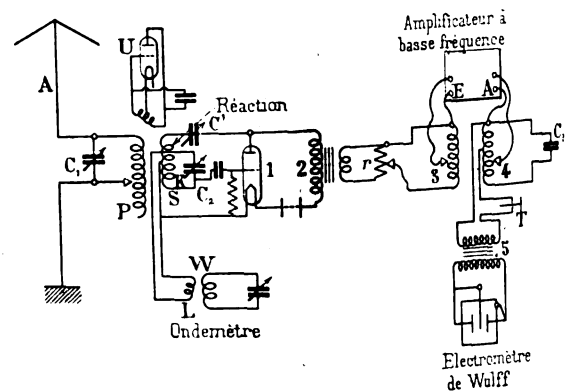 Amplificateur à
basse fréquence
U
E
A
A
Réaction
C'
C₁
K
C₂
1
2
r
3
4
C₃
P
S
T
W
5
L
Ondemètre
Electromètre
de Wulff